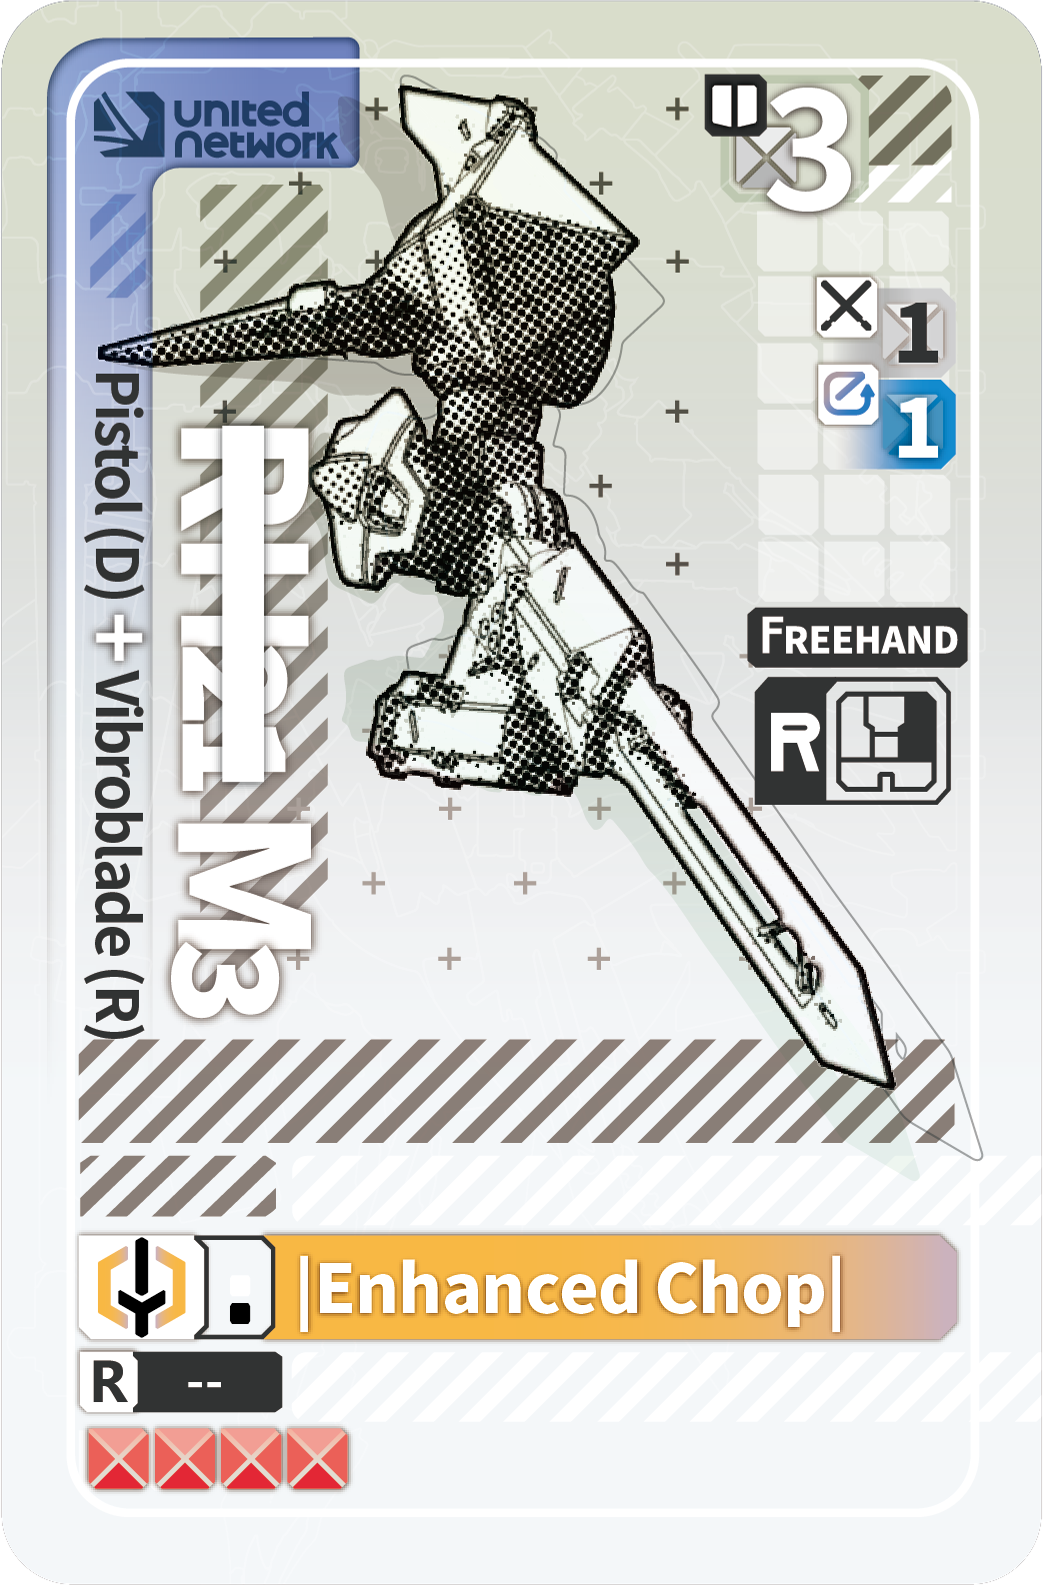 United
Network
3
1
1
FREEHAND
R
Pistol (D) + Vibroblade (R)
M3
|Enhanced Chop|
R --